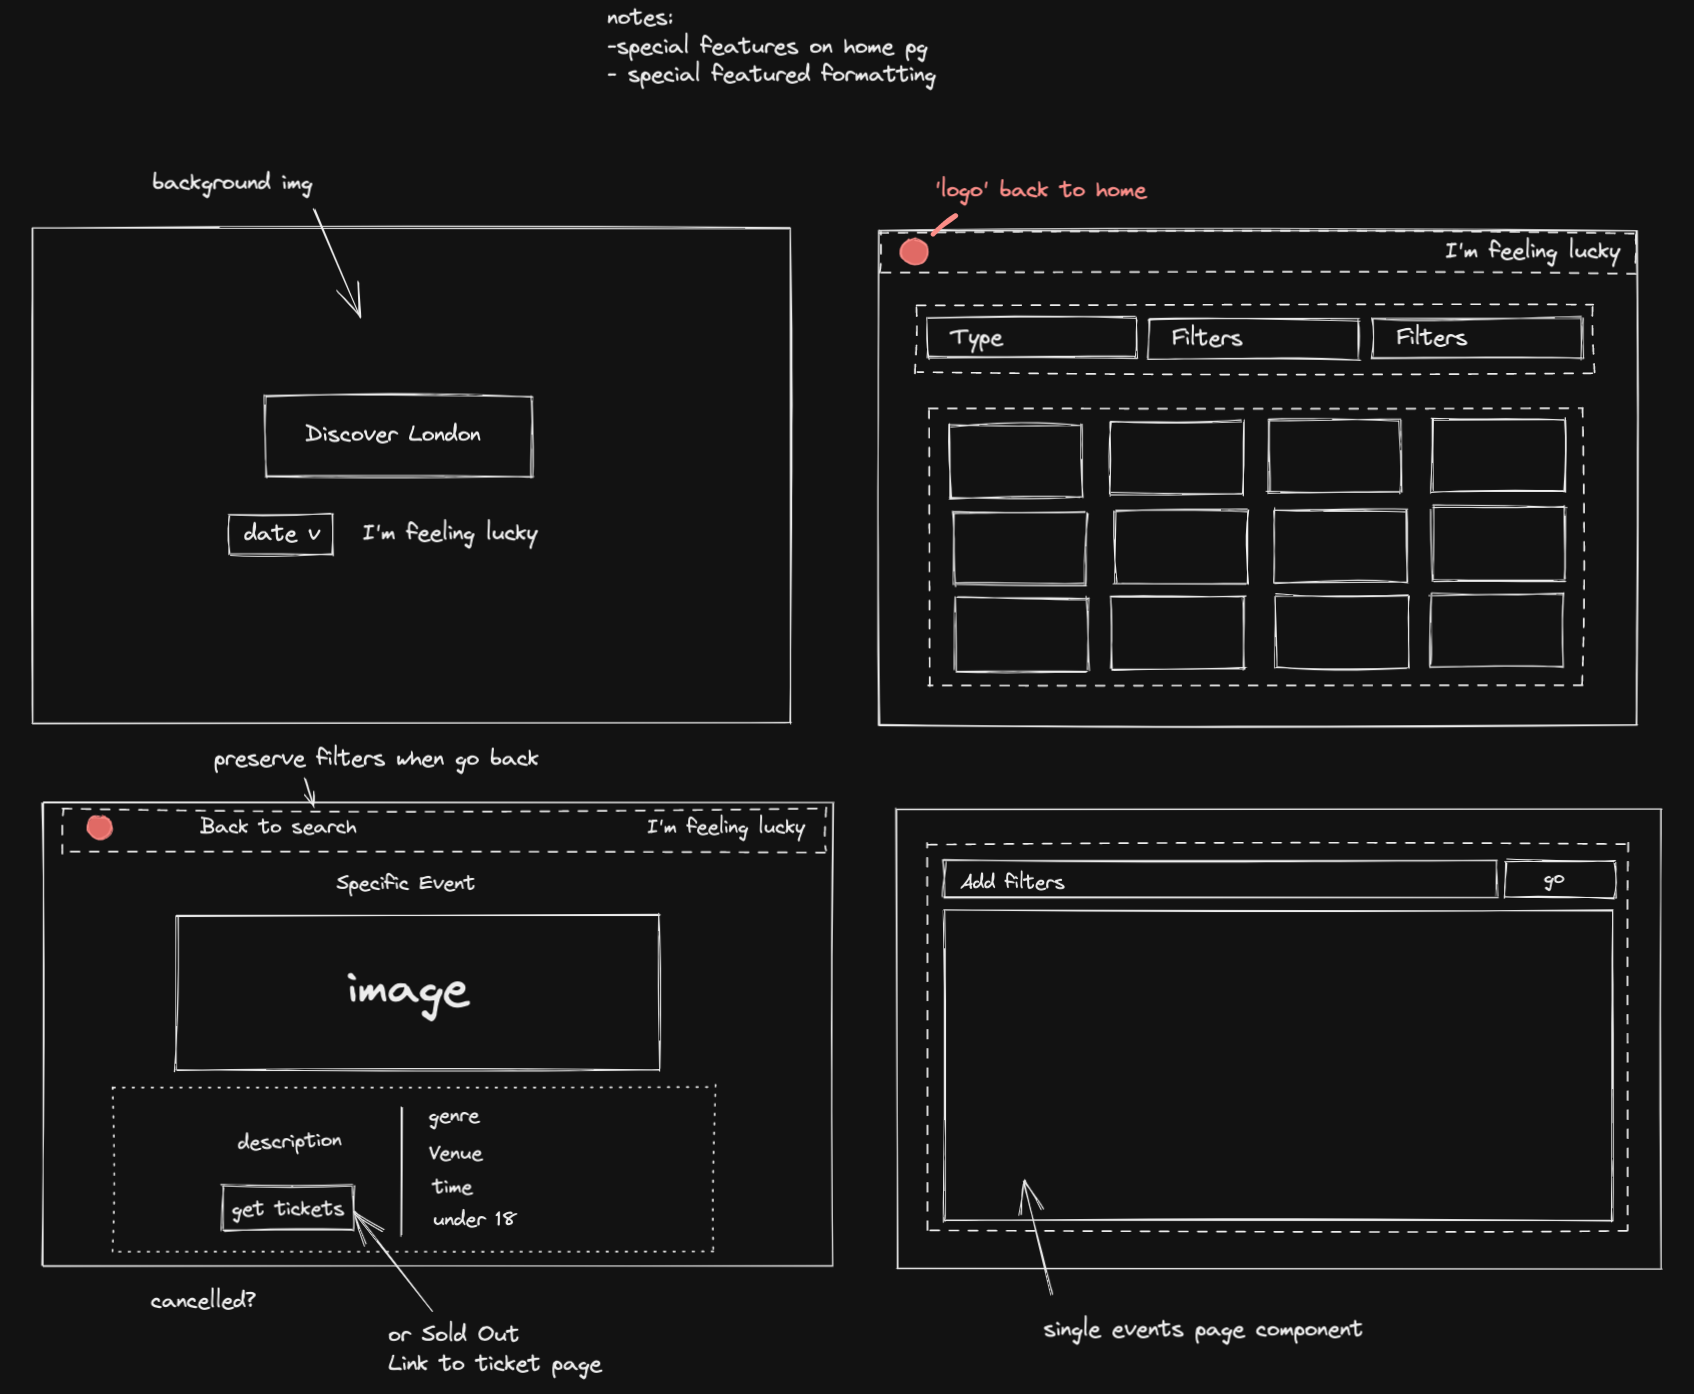 notes:
-special features on home pg
- special featured formatting
background img
Discover London
date v
I'm feeling lucky
'logo' back to home
I'm feeling lucky
Type
Filters
Filters
preserve filters when go back
Back to search
I'm feeling lucky
Specific Event
image
description
get tickets
genre
Venue
time
under 18
cancelled?
or Sold Out
Link to ticket page
Add filters
go
single events page component